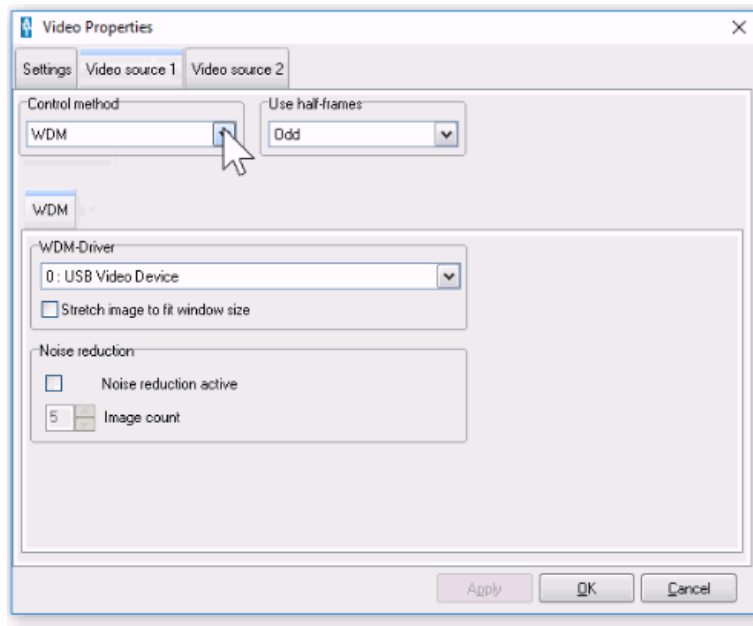 Video Properties
Settings Video source 1 Video source 2
Control method Use half-frames
WDM Odd
WDM
WDM-Driver
0 : USB Video Device
Stretch image to fit window size
Noise reduction
Noise reduction active
5 Image count
Apply OK Cancel